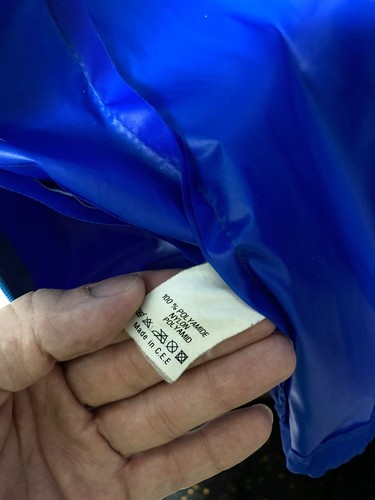 100 % POLYAMIDE
NYLON
POLYAMID
Made in C.E.E